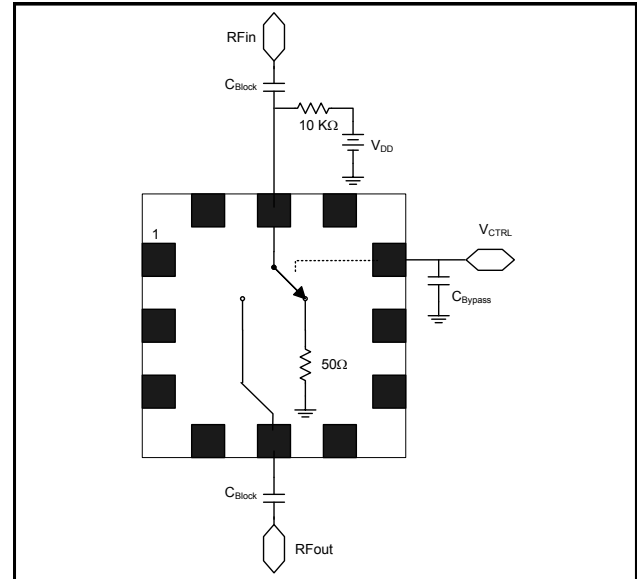 RFin
CBlock
10 KΩ
VDD
1
VCTRL
CBypass
50Ω
CBlock
RFout